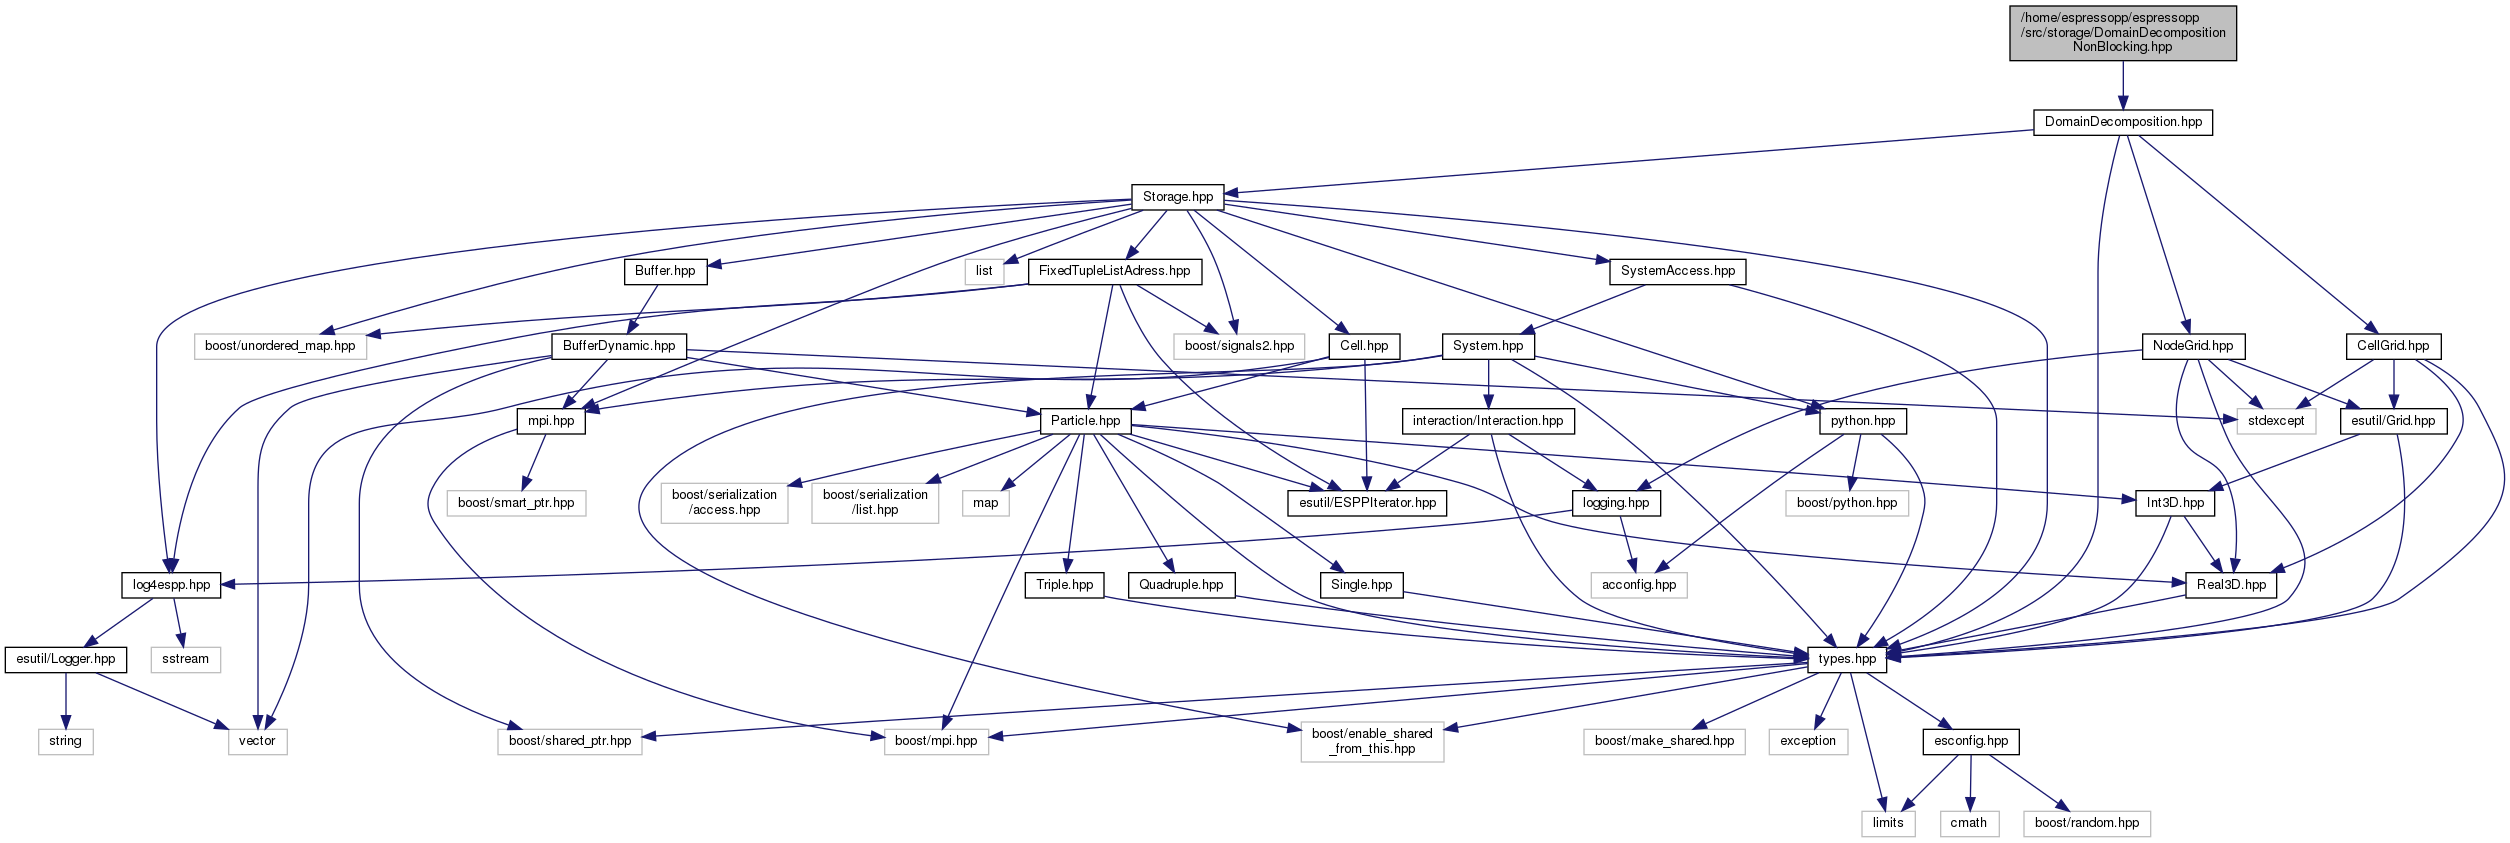 /home/espressopp/espressopp
/src/storage/DomainDecomposition
NonBlocking.hpp
DomainDecomposition.hpp
Storage.hpp
Buffer.hpp
list
FixedTupleListAdress.hpp
SystemAccess.hpp
boost/unordered_map.hpp
BufferDynamic.hpp
boost/signals2.hpp
Cell.hpp
System.hpp
NodeGrid.hpp
CellGrid.hpp
mpi.hpp
Particle.hpp
interaction/Interaction.hpp
python.hpp
stdexcept
esutil/Grid.hpp
boost/smart_ptr.hpp
boost/serialization
/access.hpp
boost/serialization
/list.hpp
map
esutil/ESPPIterator.hpp
logging.hpp
boost/python.hpp
Int3D.hpp
log4espp.hpp
Triple.hpp
Quadruple.hpp
Single.hpp
acconfig.hpp
Real3D.hpp
esutil/Logger.hpp
sstream
types.hpp
string
vector
boost/shared_ptr.hpp
boost/mpi.hpp
boost/enable_shared
_from_this.hpp
boost/make_shared.hpp
exception
esconfig.hpp
limits
cmath
boost/random.hpp